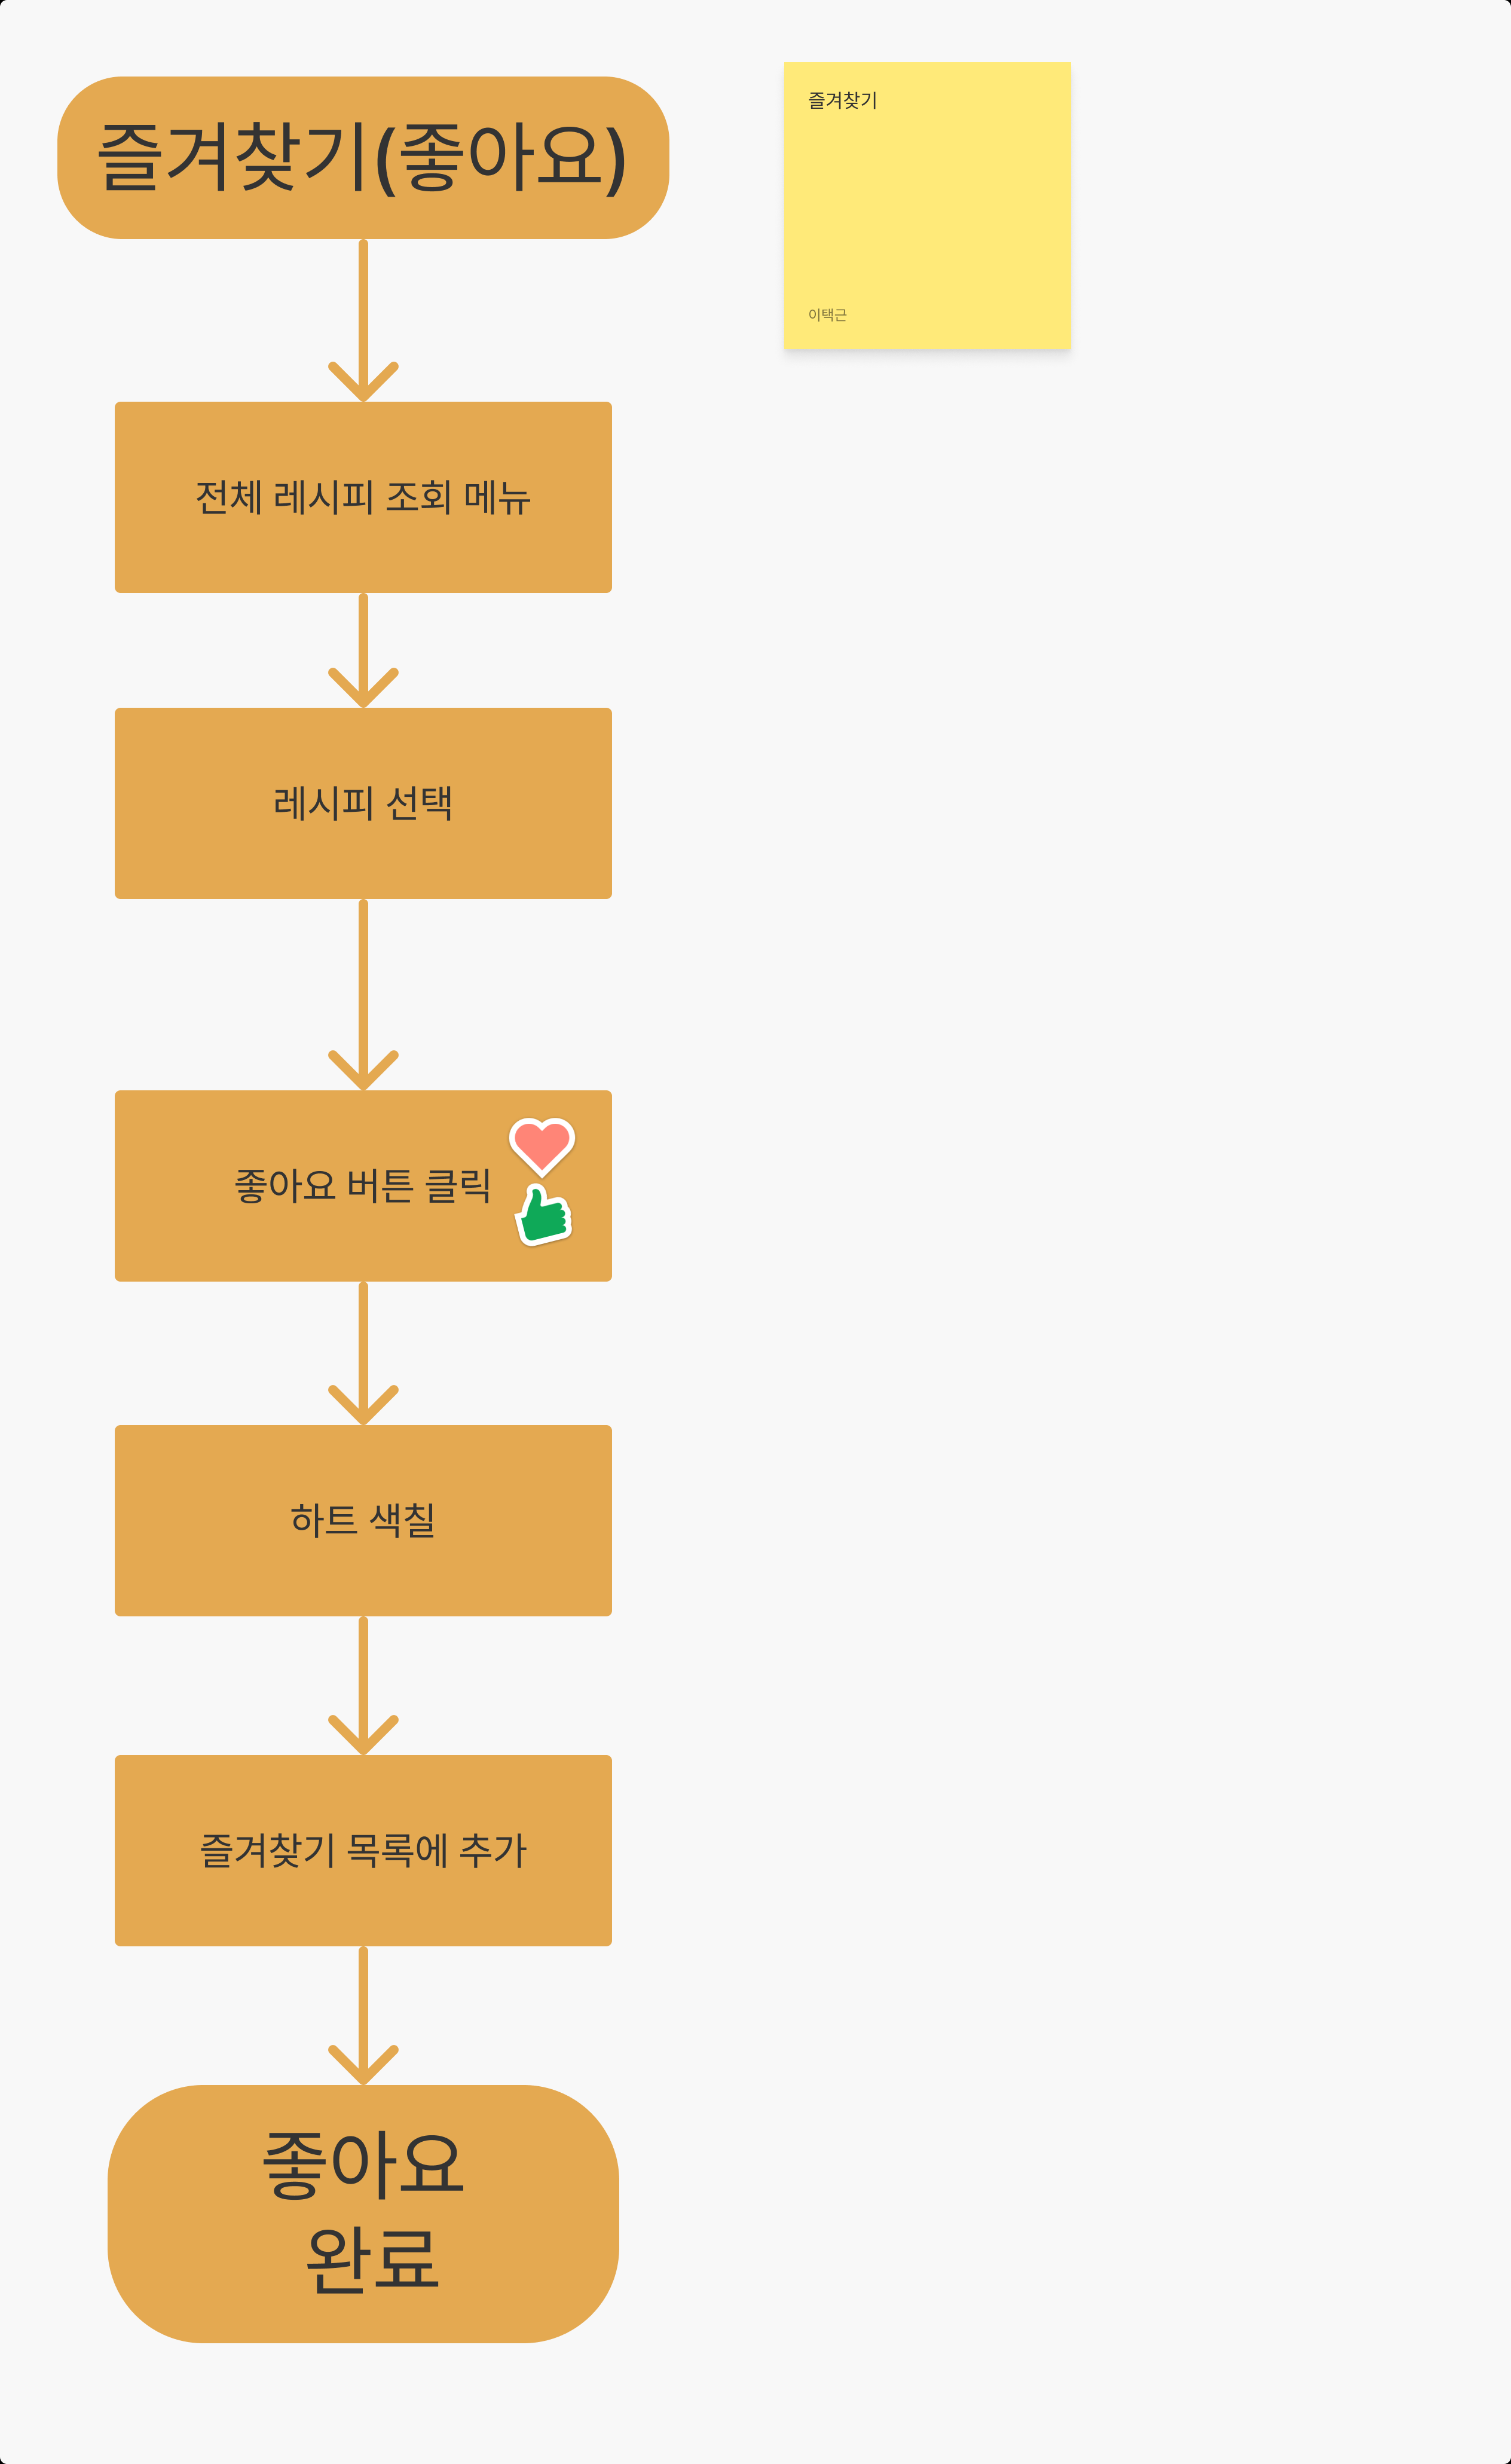 즐겨찾기(좋아요)
즐겨찾기
이택근
전체 레시피 조회 메뉴
레시피 선택
좋아요 버튼 클릭
하트 색칠
즐겨찾기 목록에 추가
좋아요
완료